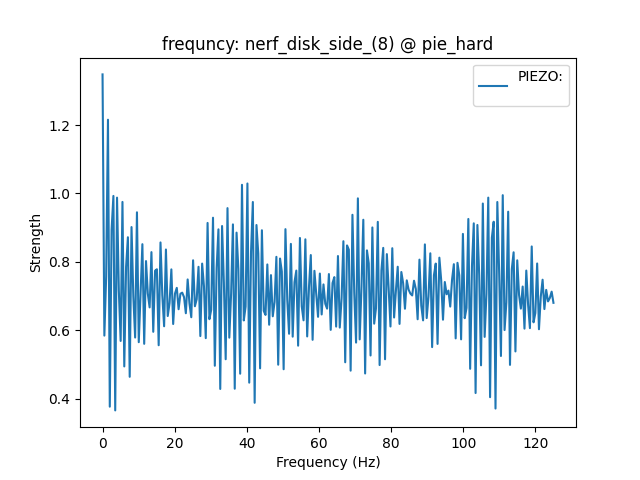 frequncy: nerf_disk_side_(8) @ pie_hard
PIEZO:
Strength
1.2
1.0
0.8
0.6
0.4
0 20 40 60 80 100 120
Frequency (Hz)